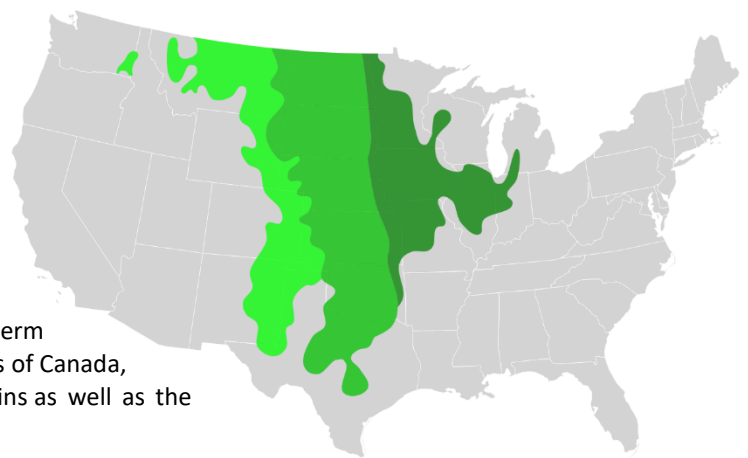 erm
s of Canada,
ins as well as the